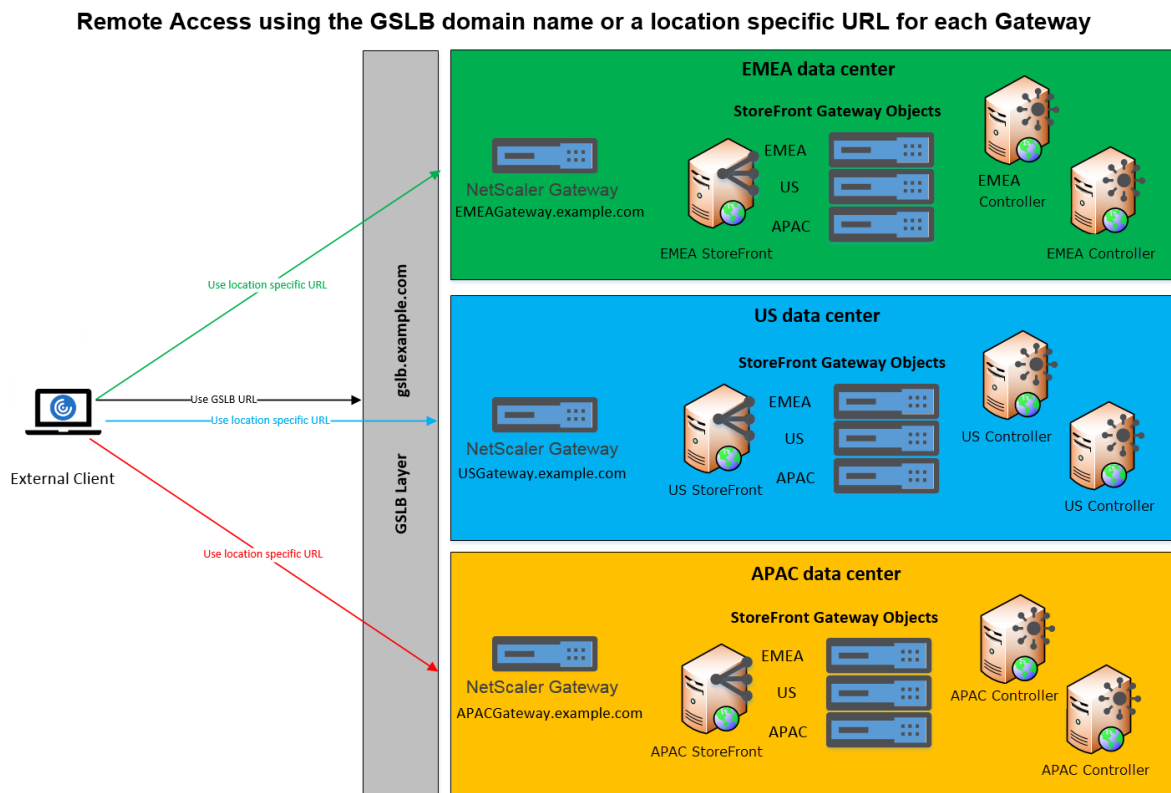 Remote Access using the GSLB domain name or a location specific URL for each Gateway
EMEA data center
StoreFront Gateway Objects
EMEA
US
APAC
NetScaler Gateway
EMEAGateway.example.com
EMEA StoreFront
EMEA
Controller
EMEA Controller
Use location specific URL
gslb.example.com
GSLB Layer
Use GSLB URL
Use location specific URL
External Client
Use location specific URL
US data center
StoreFront Gateway Objects
EMEA
US
APAC
NetScaler Gateway
USGateway.example.com
US StoreFront
US Controller
US Controller
APAC data center
StoreFront Gateway Objects
EMEA
US
APAC
NetScaler Gateway
APACGateway.example.com
APAC StoreFront
APAC Controller
APAC Controller